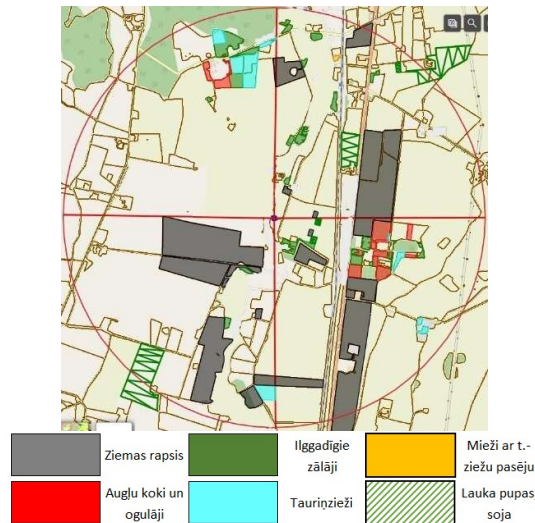 Ziemas rapsis
Ilggadīgie
zālāji
Mieži ar t.-
ziežu pasēju
Augļu koki un
ogulāji
Tauriņzieži
Lauka pupas,
soja